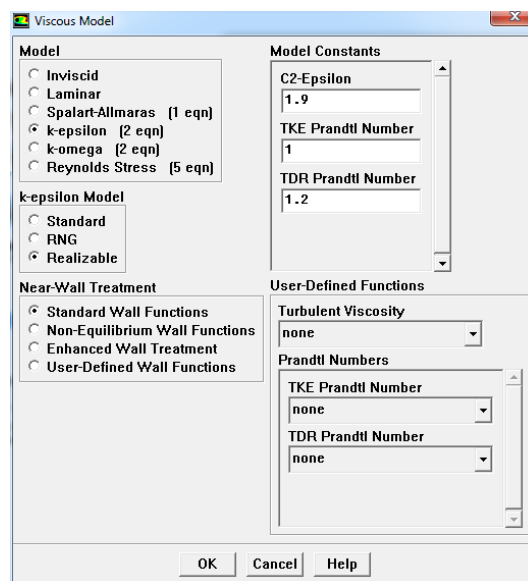 Viscous Model
Model
Inviscid
Laminar
Spalart-Allmaras (1 eqn)
k-epsilon (2 eqn)
k-omega (2 eqn)
Reynolds Stress (5 eqn)
k-epsilon Model
Standard
RNG
Realizable
Near-Wall Treatment
Standard Wall Functions
Non-Equilibrium Wall Functions
Enhanced Wall Treatment
User-Defined Wall Functions
Model Constants
C2-Epsilon
1.9
TKE Prandtl Number
1
TDR Prandtl Number
1.2
User-Defined Functions
Turbulent Viscosity
none
Prandtl Numbers
TKE Prandtl Number
none
TDR Prandtl Number
none
OK Cancel Help